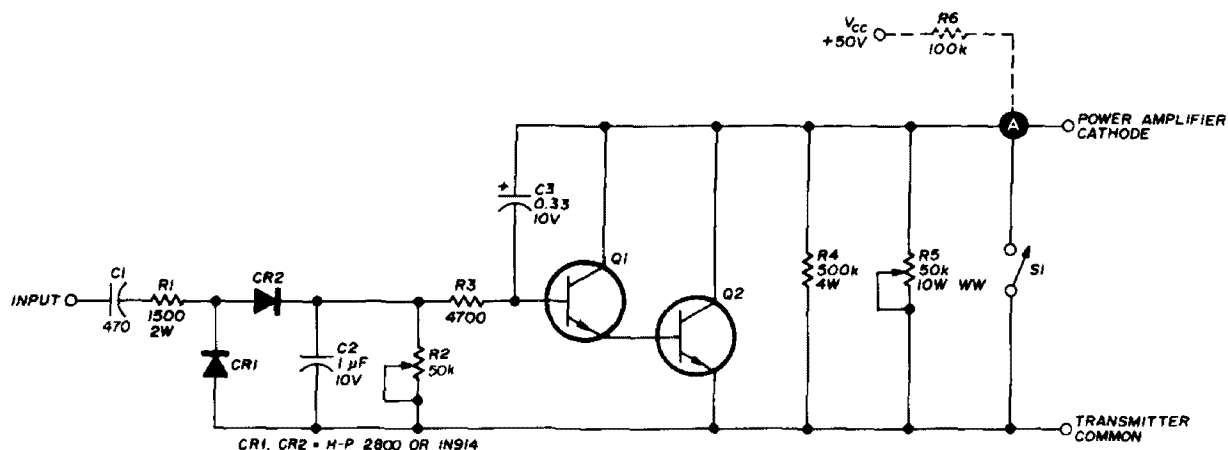 VCC
+50V
R6
100k
A
POWER AMPLIFIER
CATHODE
+
C3
0.33
10V
Q1
Q2
R4
500k
4W
R5
50k
10W WW
S1
INPUT
C1
470
R1
1500
2W
CR2
R3
4700
CR1
C2
1 μF
10V
R2
50k
TRANSMITTER
COMMON
CR1, CR2 = H-P 2800 OR 1N914